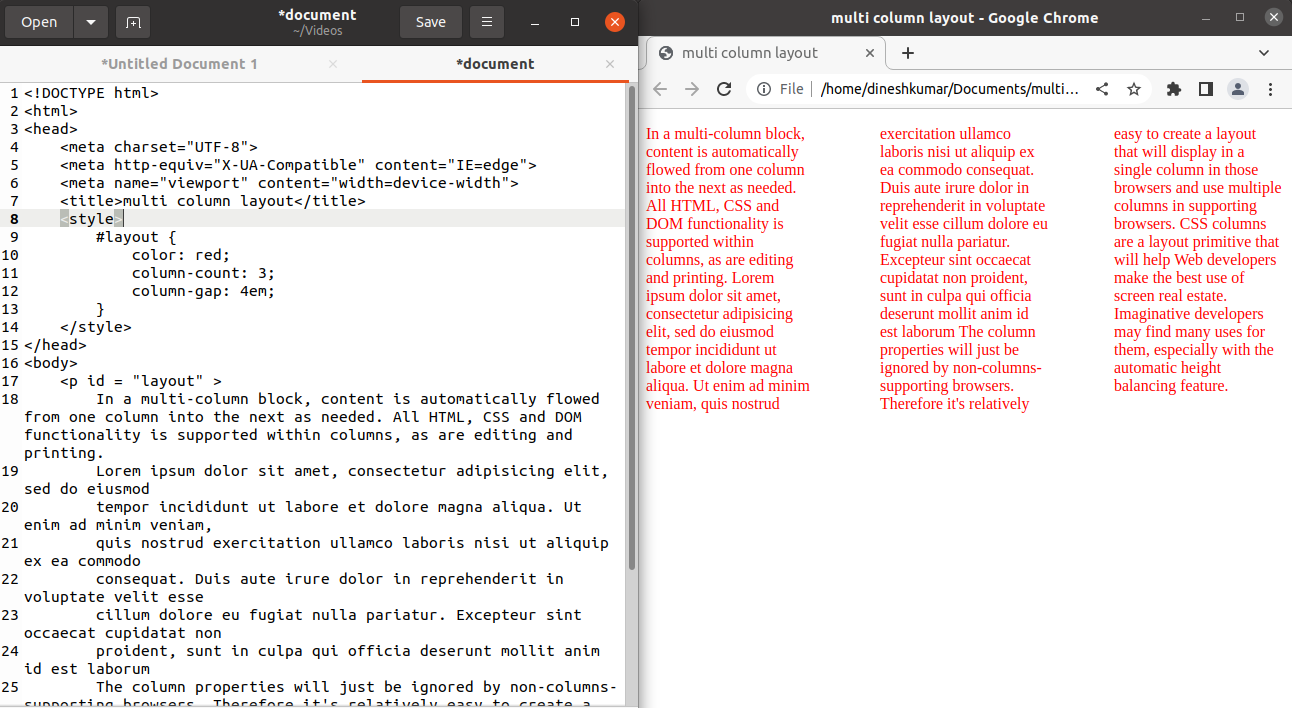 Open
*document
~/Videos
Save
*Untitled Document 1
*document
1 <!DOCTYPE html>
2 <html>
3 <head>
4     <meta charset="UTF-8">
5     <meta http-equiv="X-UA-Compatible" content="IE=edge">
6     <meta name="viewport" content="width=device-width">
7     <title>multi column layout</title>
8     <style>
9         #layout {
10             color: red;
11             column-count: 3;
12             column-gap: 4em;
13         }
14     </style>
15 </head>
16 <body>
17     <p id = "layout" >
18         In a multi-column block, content is automatically flowed
from one column into the next as needed. All HTML, CSS and DOM
functionality is supported within columns, as are editing and
printing.
19         Lorem ipsum dolor sit amet, consectetur adipisicing elit,
sed do eiusmod
20         tempor incididunt ut labore et dolore magna aliqua. Ut
enim ad minim veniam,
21         quis nostrud exercitation ullamco laboris nisi ut aliquip
ex ea commodo
22         consequat. Duis aute irure dolor in reprehenderit in
voluptate velit esse
23         cillum dolore eu fugiat nulla pariatur. Excepteur sint
occaecat cupidatat non
24         proident, sunt in culpa qui officia deserunt mollit anim
id est laborum
25         The column properties will just be ignored by non-columns-
supporting browsers. Therefore it's relatively easy to create a
multi column layout - Google Chrome
multi column layout
File
/home/dineshkumar/Documents/multi...
In a multi-column block,
content is automatically
flowed from one column
into the next as needed.
All HTML, CSS and
DOM functionality is
supported within
columns, as are editing
and printing. Lorem
ipsum dolor sit amet,
consectetur adipisicing
elit, sed do eiusmod
tempor incididunt ut
labore et dolore magna
aliqua. Ut enim ad minim
veniam, quis nostrud
exercitation ullamco
laboris nisi ut aliquip ex
ea commodo consequat.
Duis aute irure dolor in
reprehenderit in voluptate
velit esse cillum dolore eu
fugiat nulla pariatur.
Excepteur sint occaecat
cupidatat non proident,
sunt in culpa qui officia
deserunt mollit anim id
est laborum The column
properties will just be
ignored by non-columns-
supporting browsers.
Therefore it's relatively
easy to create a layout
that will display in a
single column in those
browsers and use multiple
columns in supporting
browsers. CSS columns
are a layout primitive that
will help Web developers
make the best use of
screen real estate.
Imaginative developers
may find many uses for
them, especially with the
automatic height
balancing feature.